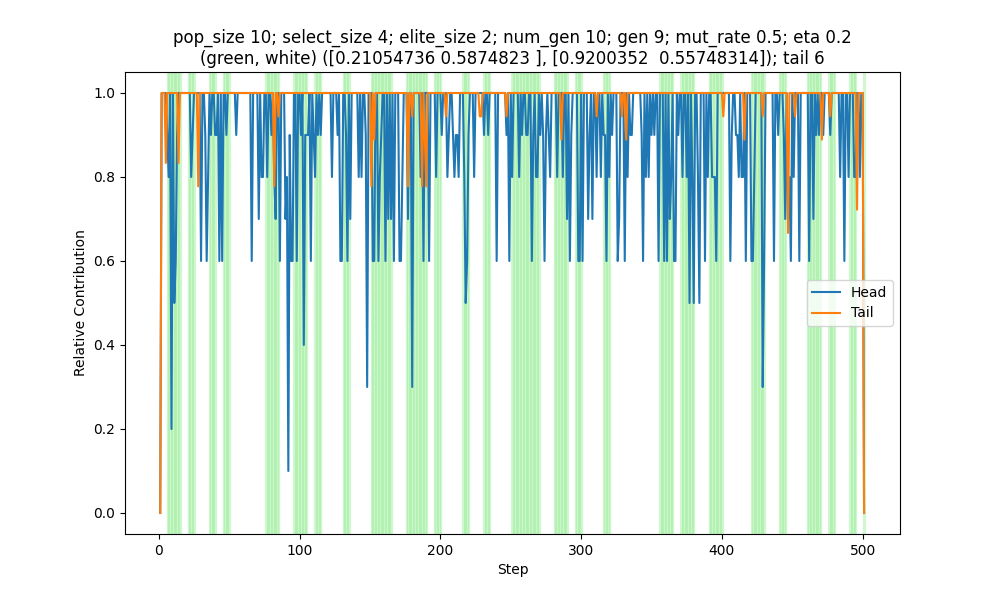 pop_size 10; select_size 4; elite_size 2; num_gen 10; gen 9; mut_rate 0.5; eta 0.2
(green, white) ([0.21054736 0.5874823 ], [0.9200352  0.55748314]); tail 6
1.0
0.8
0.6
0.4
0.2
0.0
Relative Contribution
Head
Tail
0 100 200 300 400 500
Step